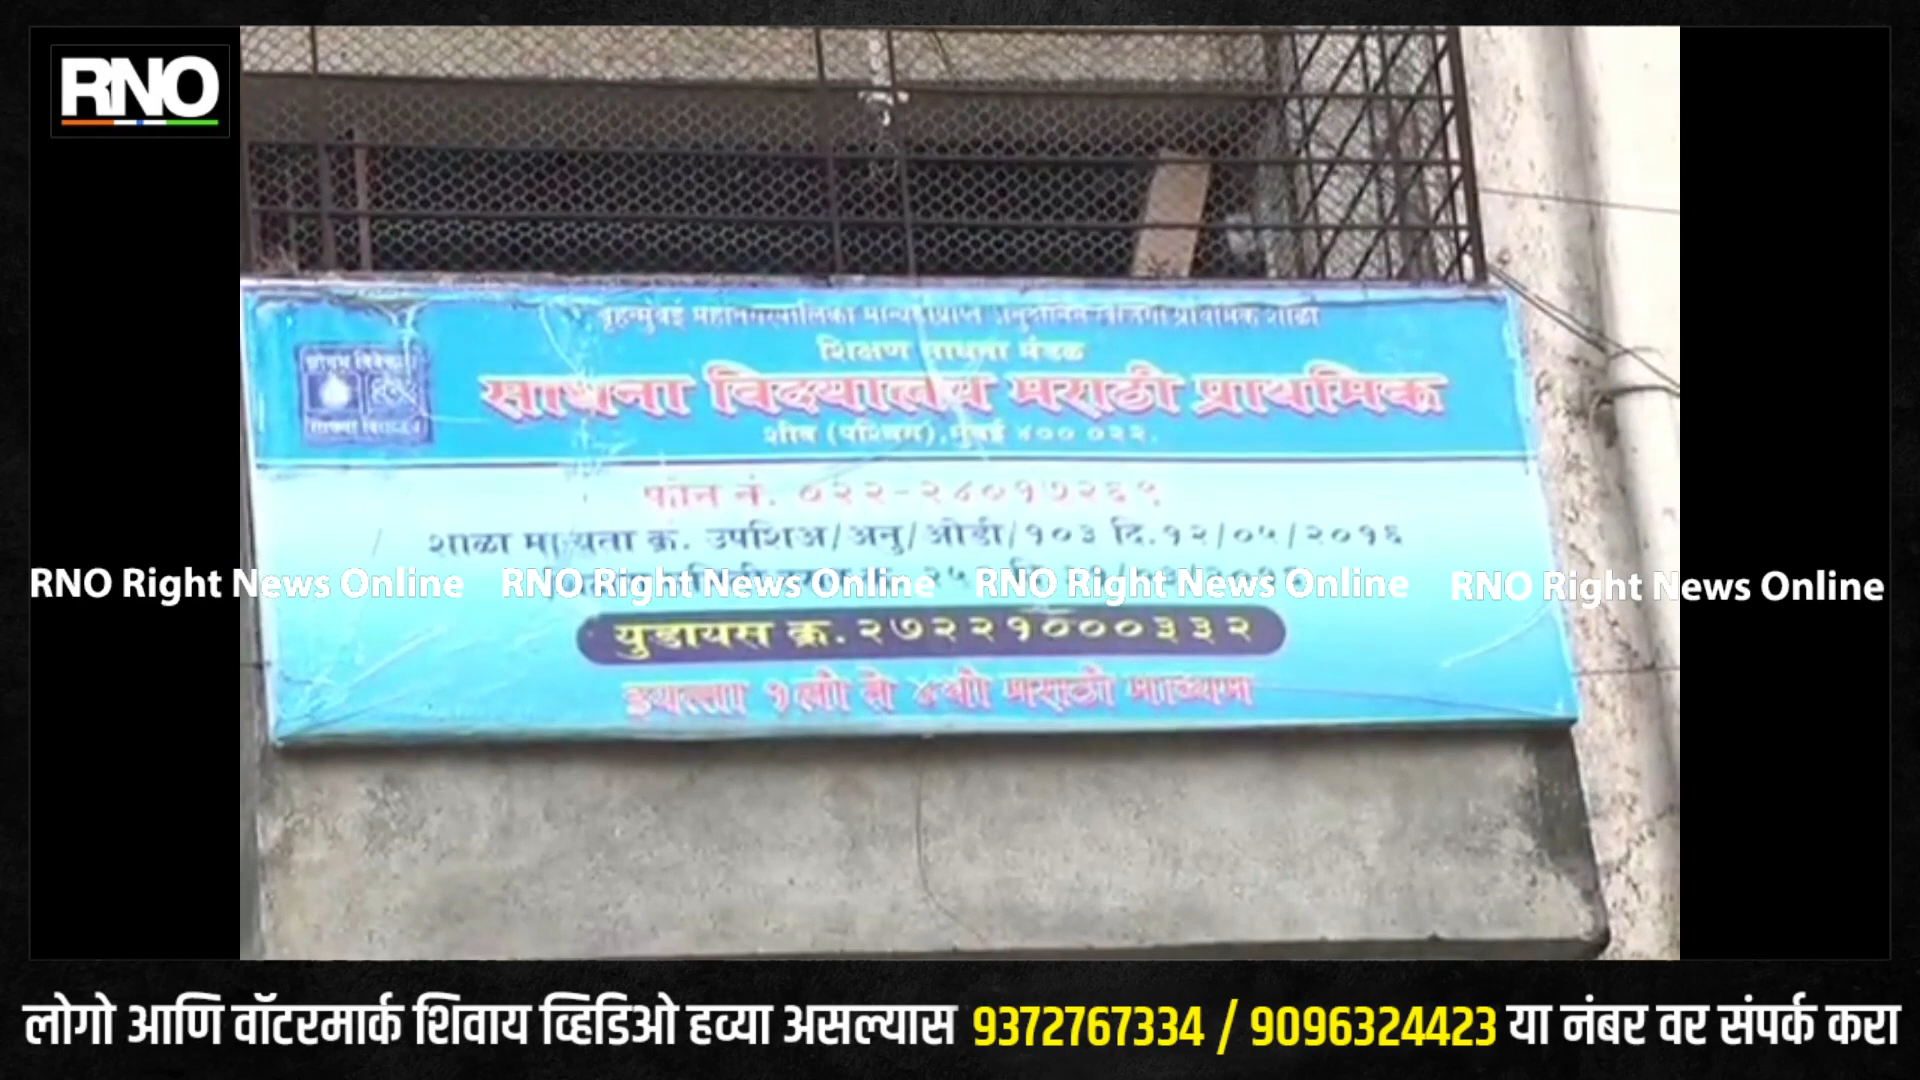 RNO
बृहन्मुंबई महानगरपालिका मान्यताप्राप्त अनुदानित खाजगी प्राथमिक शाळा
शिक्षण साधना मंडळ
साधना विद्यालय मराठी प्राथमिक
शीव (पश्चिम), मुंबई ४०० ०२२.
साधना विद्यालय
फोन नं. ०२२-२४०१७२६५
शाळा मान्यता क्र. उपशिअ/अनु/ओडी/१०३ दि.१२/०५/२०१६
RNO Right News Online RNO Right News Online RNO Right News Online RNO Right News Online
युडायस क्र. २७२२१०००३३२
इयत्ता १ली ते ४थी मराठी माध्यम
लोगो आणि वॉटरमार्क शिवाय व्हिडिओ हव्या असल्यास 9372767334 / 9096324423 या नंबर वर संपर्क करा